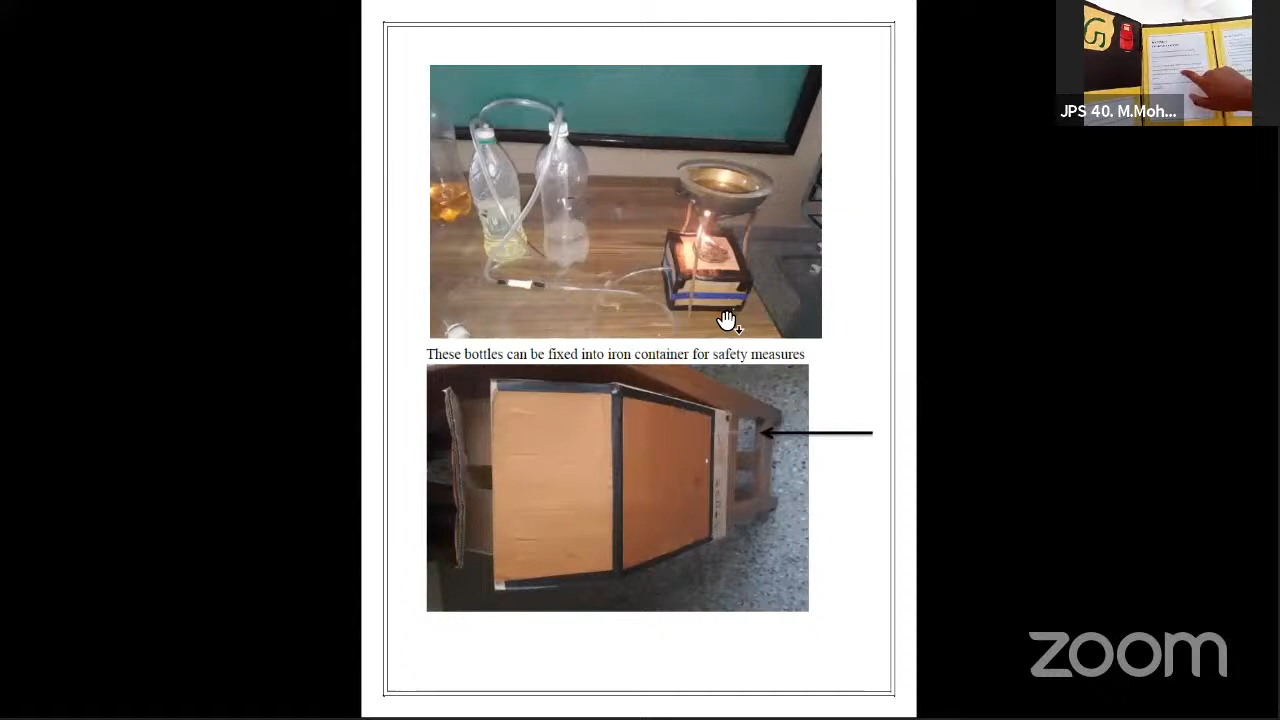 JPS 40. M.Moh...
These bottles can be fixed into iron container for safety measures
zoom